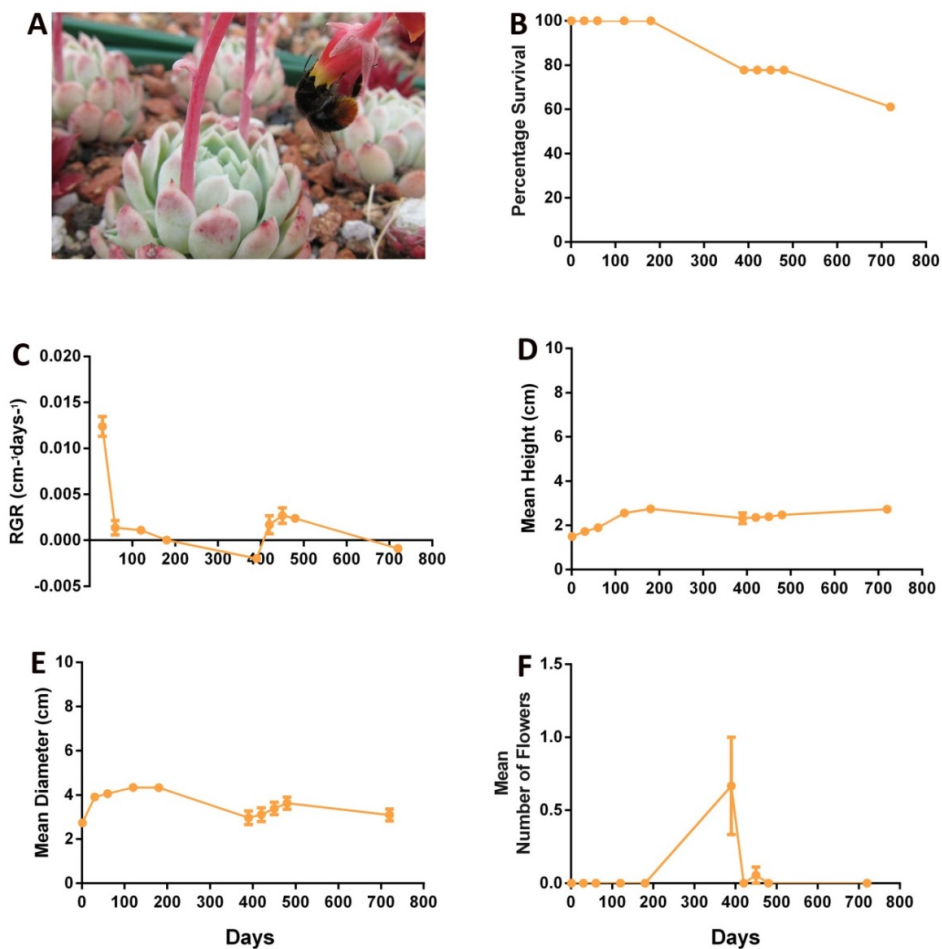 A
B
Percentage Survival
100
80
60
40
20
0
0 100 200 300 400 500 600 700 800
C
RGR (cm-¹days-¹)
0.020
0.015
0.010
0.005
0.000
-0.005
100 200 300 400 500 600 700 800
D
Mean Height (cm)
10
8
6
4
2
0
0 100 200 300 400 500 600 700 800
E
Mean Diameter (cm)
10
8
6
4
2
0
0 100 200 300 400 500 600 700 800
Days
F
Mean
Number of Flowers
1.5
1.0
0.5
0.0
0 100 200 300 400 500 600 700 800
Days